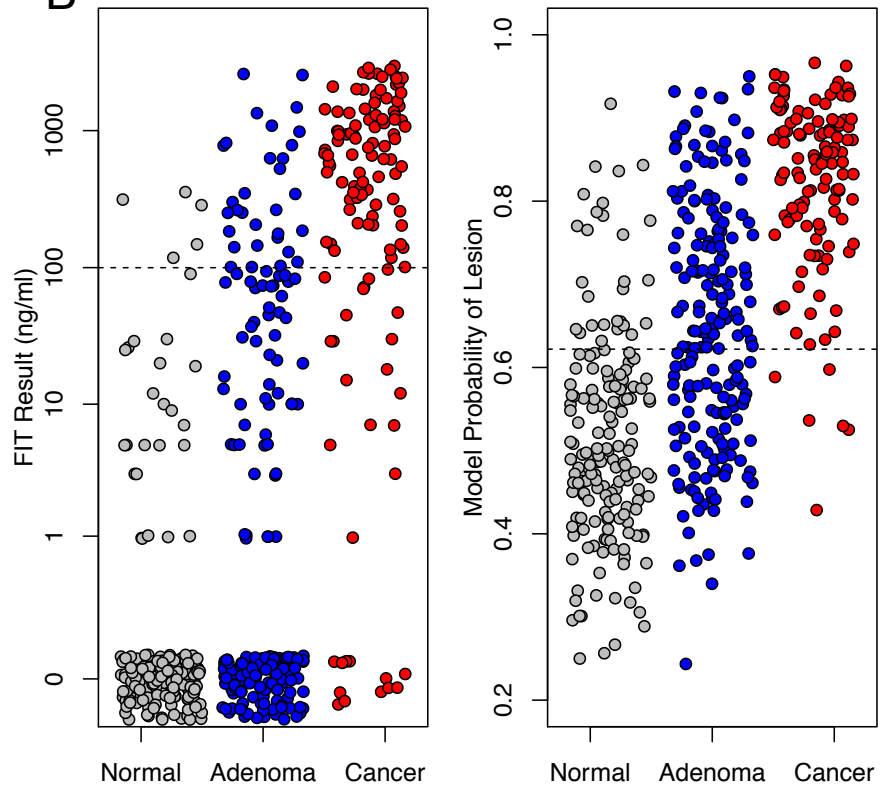 B
FIT Result (ng/ml)
1000
100
10
1
0
Normal Adenoma Cancer
Model Probability of Lesion
1.0
0.8
0.6
0.4
0.2
Normal Adenoma Cancer